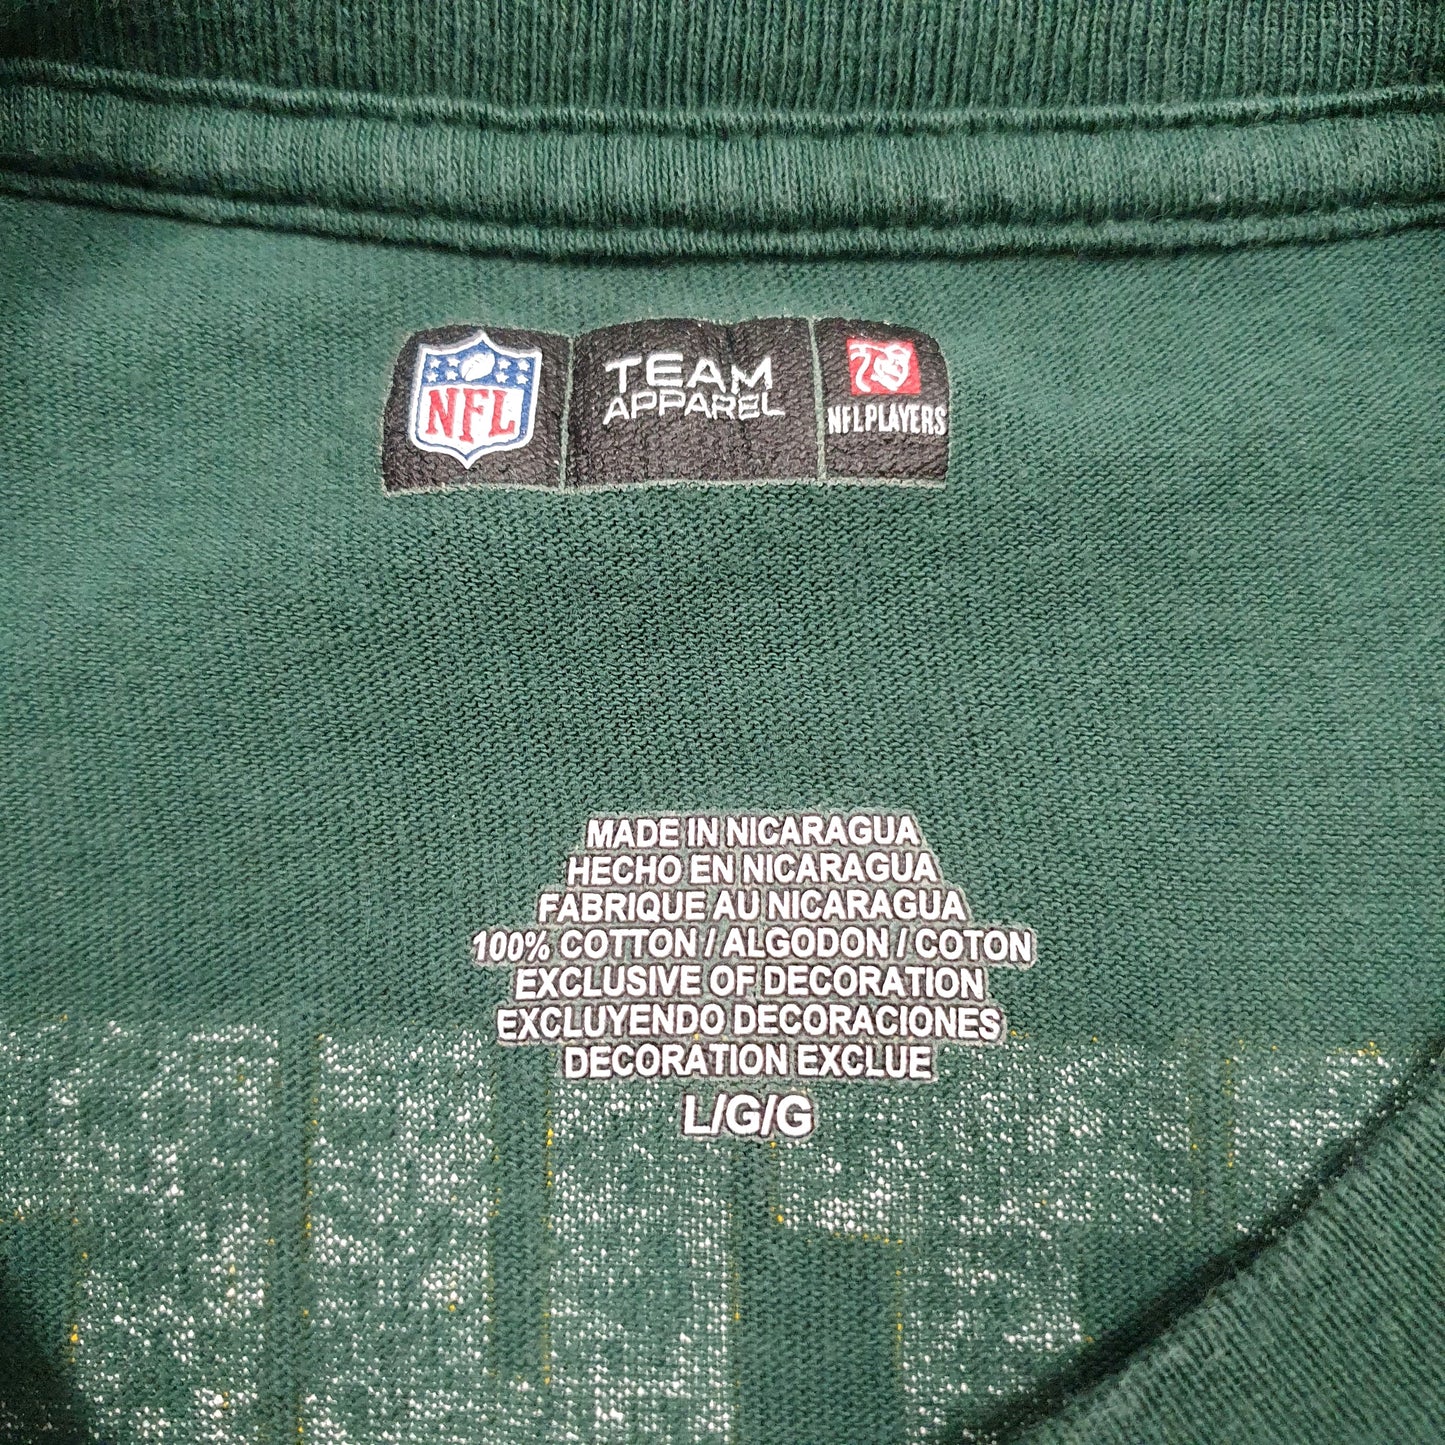 NFL
TEAM
APPAREL
NFLPLAYERS
MADE IN NICARAGUA
HECHO EN NICARAGUA
FABRIQUE AU NICARAGUA
100% COTTON / ALGODON / COTON
EXCLUSIVE OF DECORATION
EXCLUYENDO DECORACIONES
DECORATION EXCLUE
L/G/G